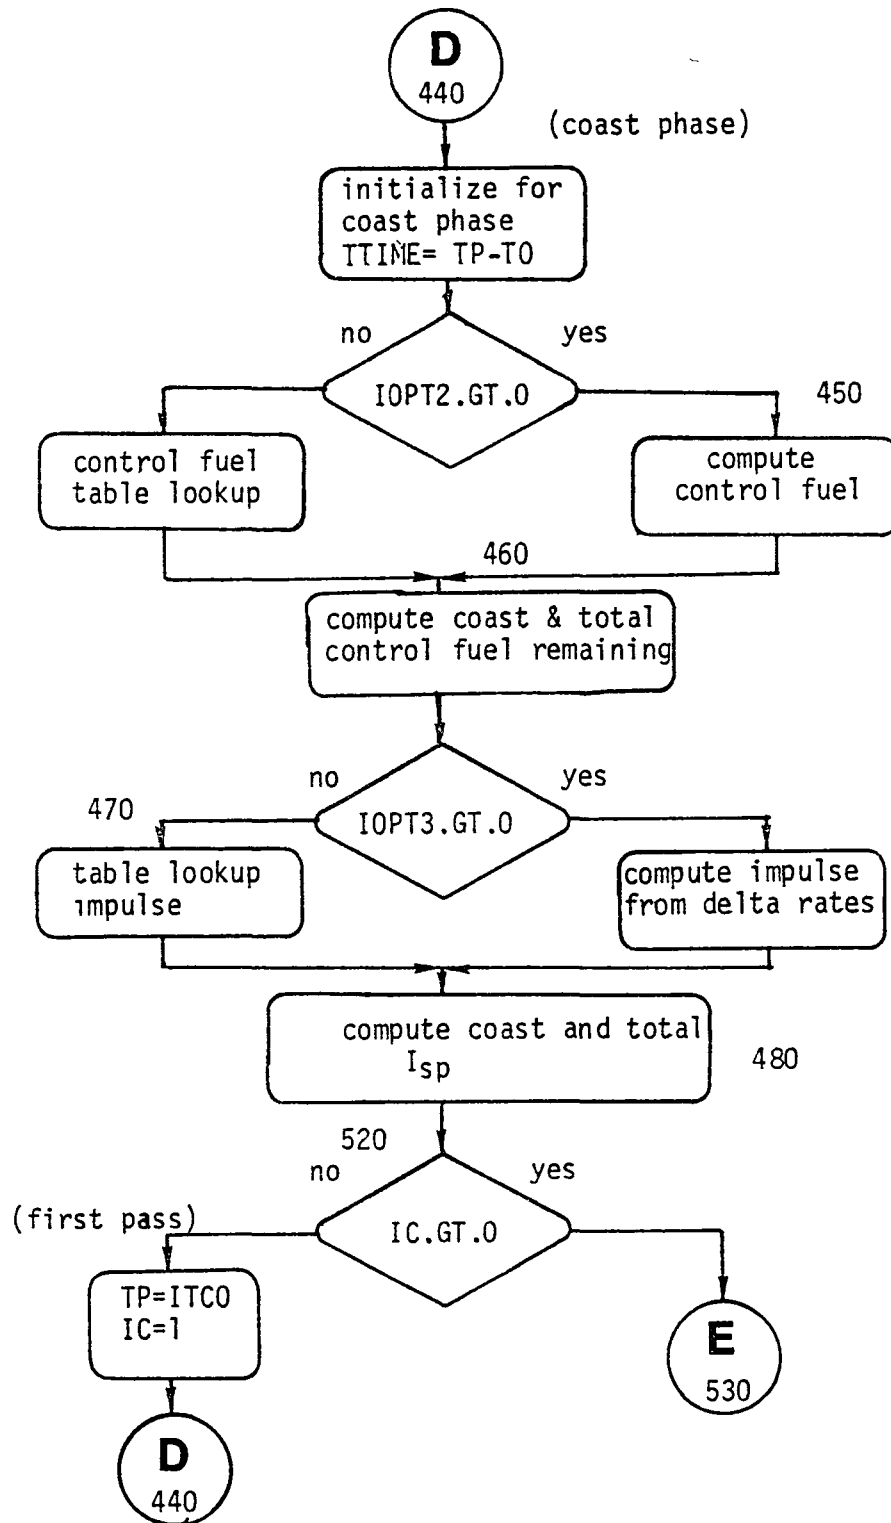 D
440
(coast phase)
initialize for
coast phase
TTIME= TP-TO
no
yes
IOPT2.GT.0
450
control fuel
table lookup
compute
control fuel
460
compute coast & total
control fuel remaining
no
yes
470
IOPT3.GT.0
table lookup
impulse
compute impulse
from delta rates
compute coast and total
Isp
480
520
no
yes
(first pass)
IC.GT.0
TP=ITCO
IC=1
E
530
D
440